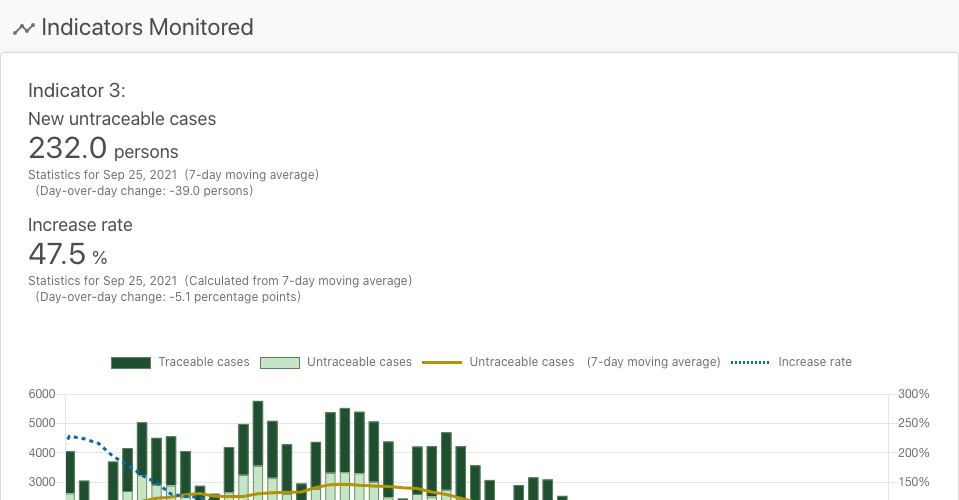 Indicators Monitored
Indicator 3:
New untraceable cases
232.0 persons
Statistics for Sep 25, 2021 (7-day moving average)
(Day-over-day change: -39.0 persons)
Increase rate
47.5 %
Statistics for Sep 25, 2021 (Calculated from 7-day moving average)
(Day-over-day change: -5.1 percentage points)
Traceable cases Untraceable cases Untraceable cases (7-day moving average) Increase rate
6000 300%
5000 250%
4000 200%
3000 150%